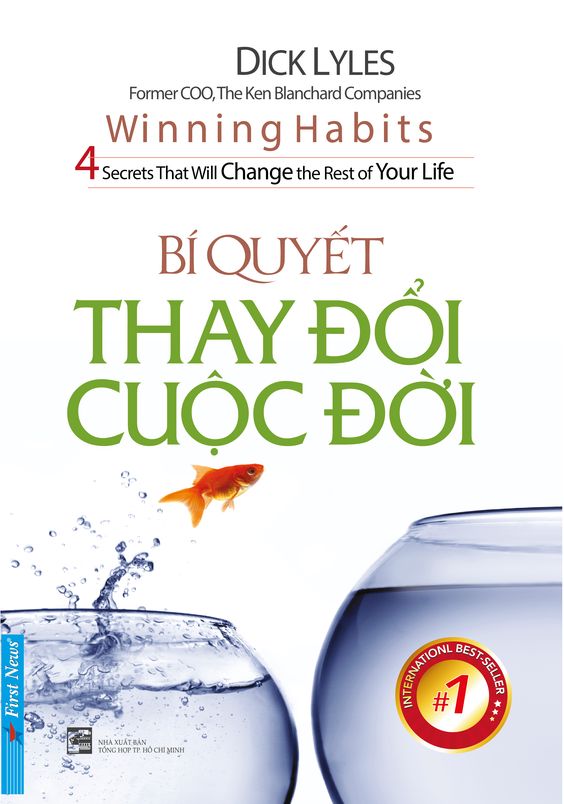 DICK LYLES
Former COO, The Ken Blanchard Companies
Winning Habits
4 Secrets That Will Change the Rest of Your Life
BÍ QUYẾT
THAY ĐỔI
CUỘC ĐỜI
INTERNATIONL BEST-SELLER
#1
First News
NHÀ XUẤT BẢN
TỔNG HỢP TP. HỒ CHÍ MINH